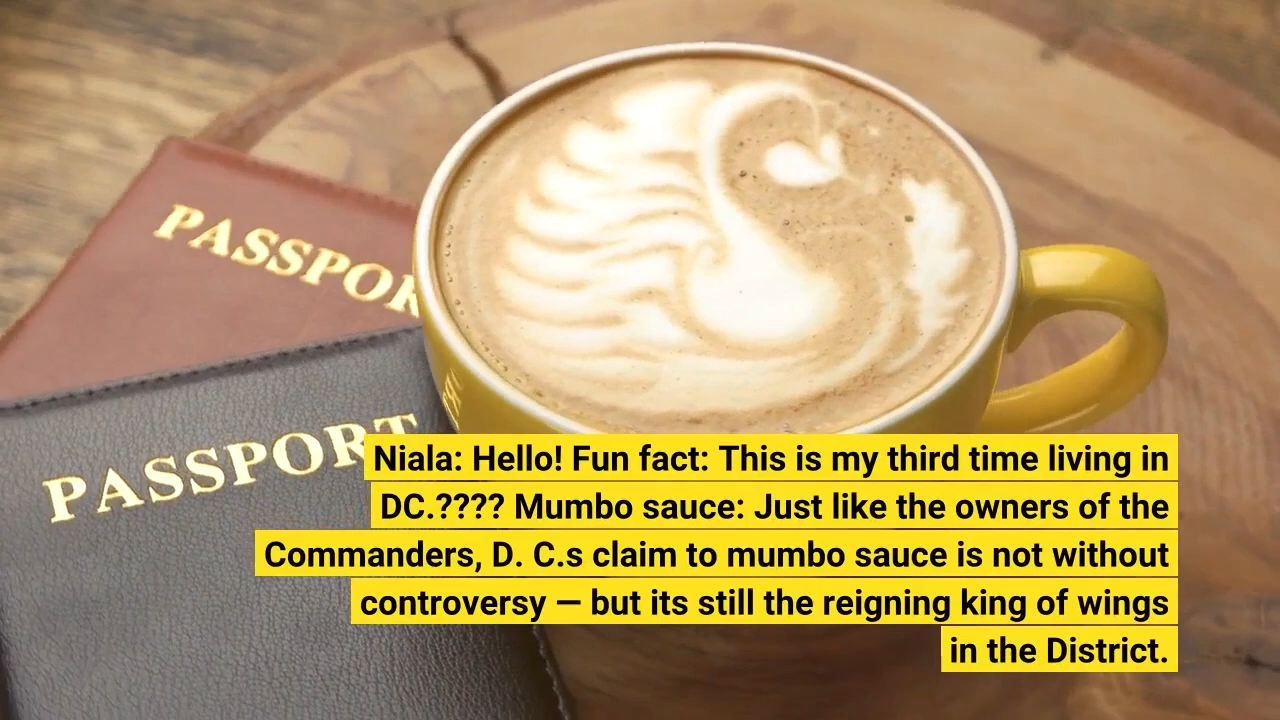 PASSPOR
PASSPORT
Niala: Hello! Fun fact: This is my third time living in
DC.???? Mumbo sauce: Just like the owners of the
Commanders, D. C.s claim to mumbo sauce is not without
controversy — but its still the reigning king of wings
in the District.